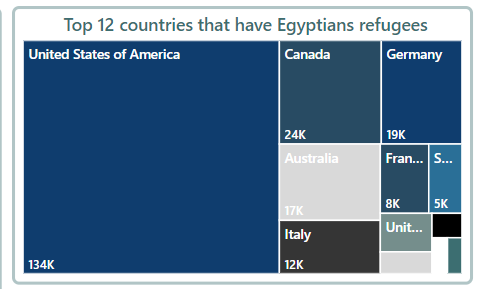 Top 12 countries that have Egyptians refugees
United States of America
134K
Canada
24K
Germany
19K
Australia
17K
Fran...
8K
S...
5K
Italy
12K
Unit...